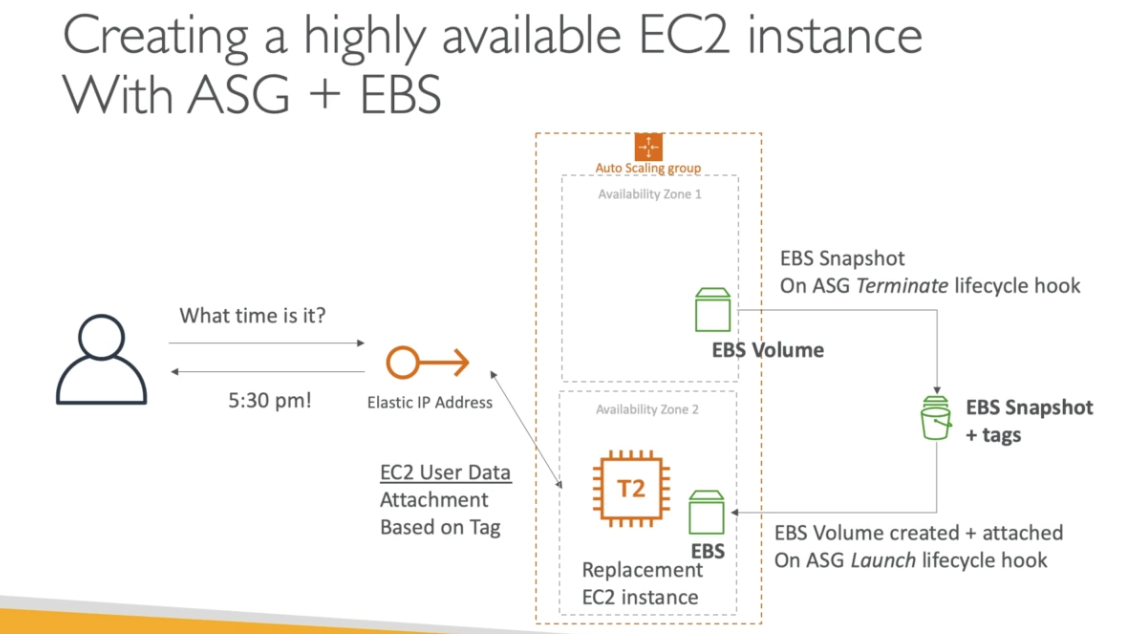 Creating a highly available EC2 instance
With ASG + EBS
Auto Scaling group
Availability Zone 1
EBS Snapshot
On ASG Terminate lifecycle hook
What time is it?
EBS Volume
5:30 pm!
Elastic IP Address
Availability Zone 2
EBS Snapshot
+ tags
EC2 User Data
Attachment
Based on Tag
T2
EBS
Replacement
EC2 instance
EBS Volume created + attached
On ASG Launch lifecycle hook